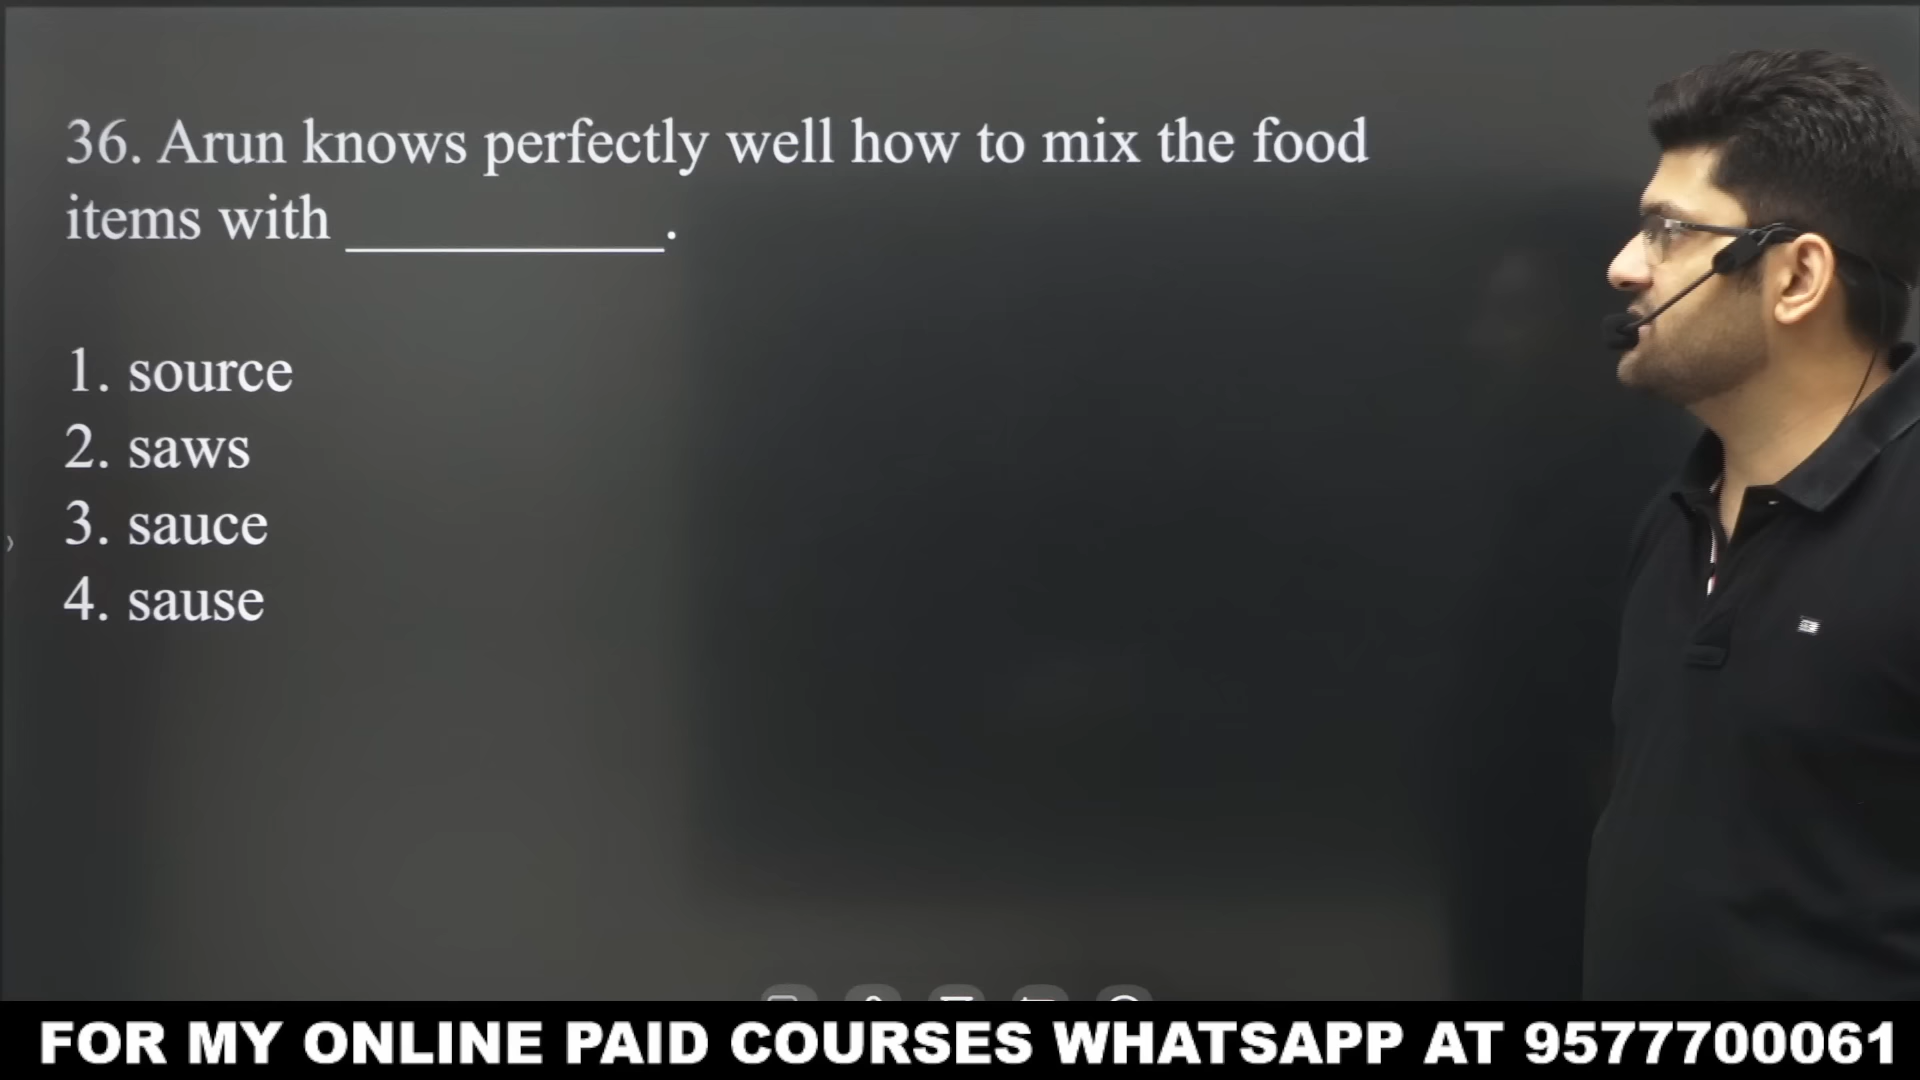 36. Arun knows perfectly well how to mix the food
items with ___________.
1. source
2. saws
3. sauce
4. sause
FOR MY ONLINE PAID COURSES WHATSAPP AT 9577700061